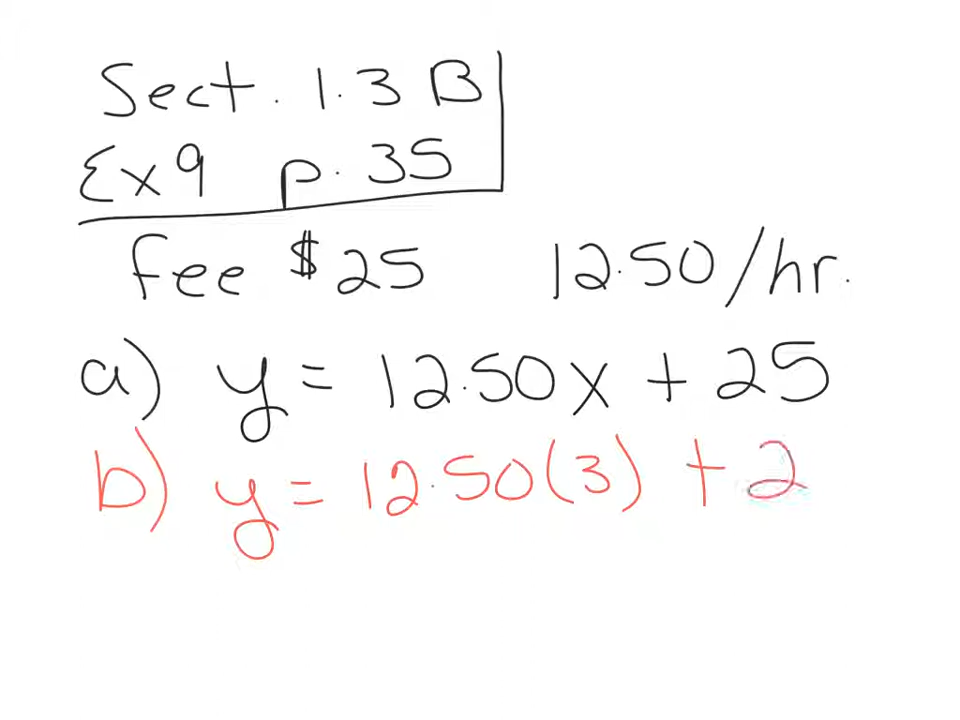 Sect. 1.3 B
Ex 9 p. 35
fee $25 12.50/hr.
a) y = 12.50x + 25
b) y = 12.50(3) + 2